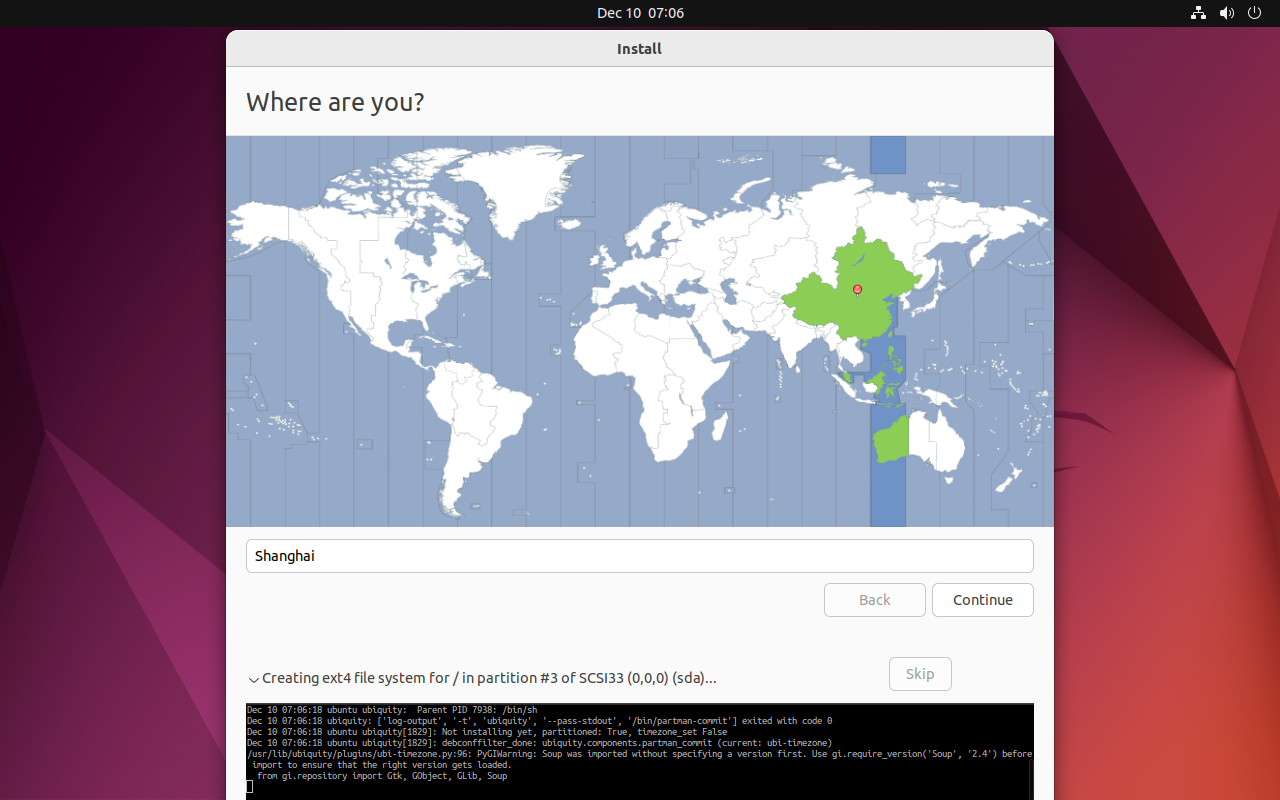 Dec 10 07:06
Install
Where are you?
Shanghai
Back
Continue
Creating ext4 file system for / in partition #3 of SCSI33 (0,0,0) (sda)...
Skip
Dec 10 07:06:18 ubuntu ubiquity:  Parent PID 7938: /bin/sh
Dec 10 07:06:18 ubuntu ubiquity: ['log-output', '-t', 'ubiquity', '--pass-stdout', '/bin/partman-commit'] exited with code 0
Dec 10 07:06:18 ubuntu ubiquity[1829]: Not installing yet, partitioned: True, timezone_set False
Dec 10 07:06:18 ubuntu ubiquity[1829]: debconffilter_done: ubiquity.components.partman_commit (current: ubi-timezone)
/usr/lib/ubiquity/plugins/ubi-timezone.py:96: PyGIWarning: Soup was imported without specifying a version first. Use gi.require_version('Soup', '2.4') before
import to ensure that the right version gets loaded.
from gi.repository import Gtk, GObject, GLib, Soup